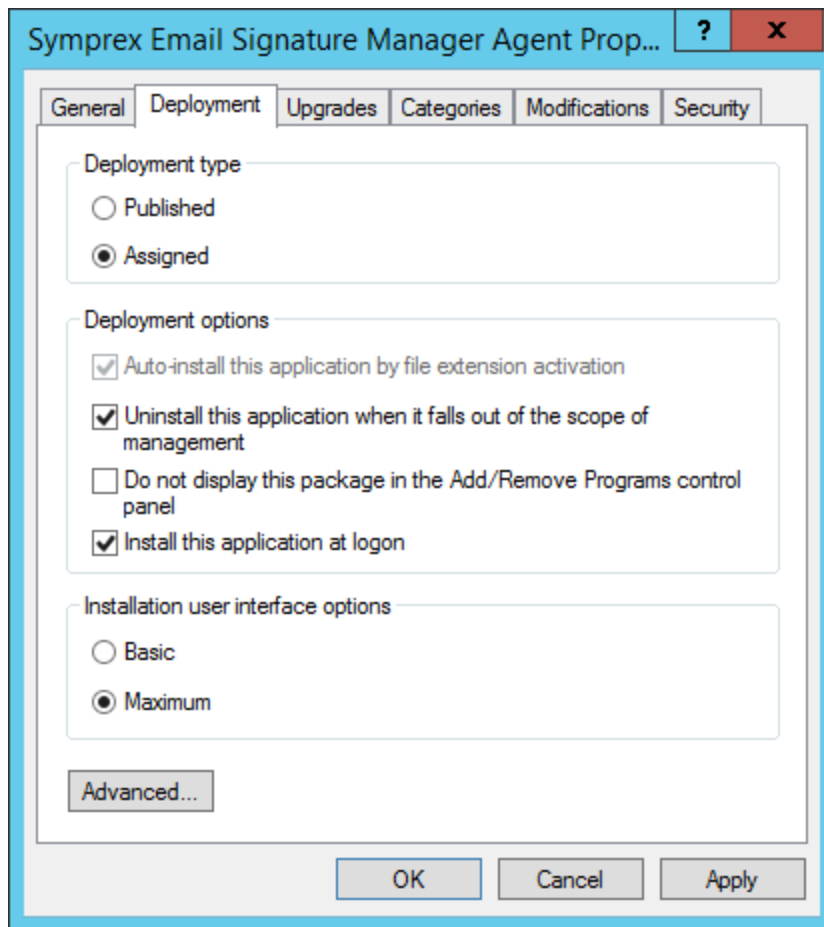 Symprex Email Signature Manager Agent Prop...
?
x
General
Deployment
Upgrades
Categories
Modifications
Security
Deployment type
Published
Assigned
Deployment options
Auto-install this application by file extension activation
Uninstall this application when it falls out of the scope of
management
Do not display this package in the Add/Remove Programs control
panel
Install this application at logon
Installation user interface options
Basic
Maximum
Advanced...
OK
Cancel
Apply